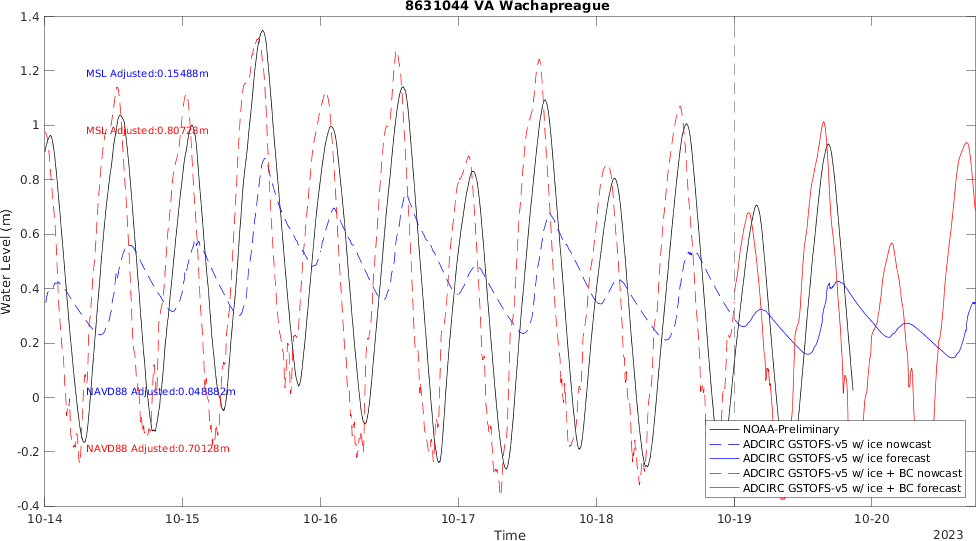 8631044 VA Wachapreague
1.4
1.2
1
0.8
0.6
0.4
0.2
0
-0.2
-0.4
Water Level (m)
MSL Adjusted:0.15488m
MSL Adjusted:0.80728m
NAVD88 Adjusted:0.048882m
NAVD88 Adjusted:0.70128m
NOAA-Preliminary
ADCIRC GSTOFS-v5 w/ ice nowcast
ADCIRC GSTOFS-v5 w/ ice forecast
ADCIRC GSTOFS-v5 w/ ice + BC nowcast
ADCIRC GSTOFS-v5 w/ ice + BC forecast
10-14 10-15 10-16 10-17 10-18 10-19 10-20
Time
2023